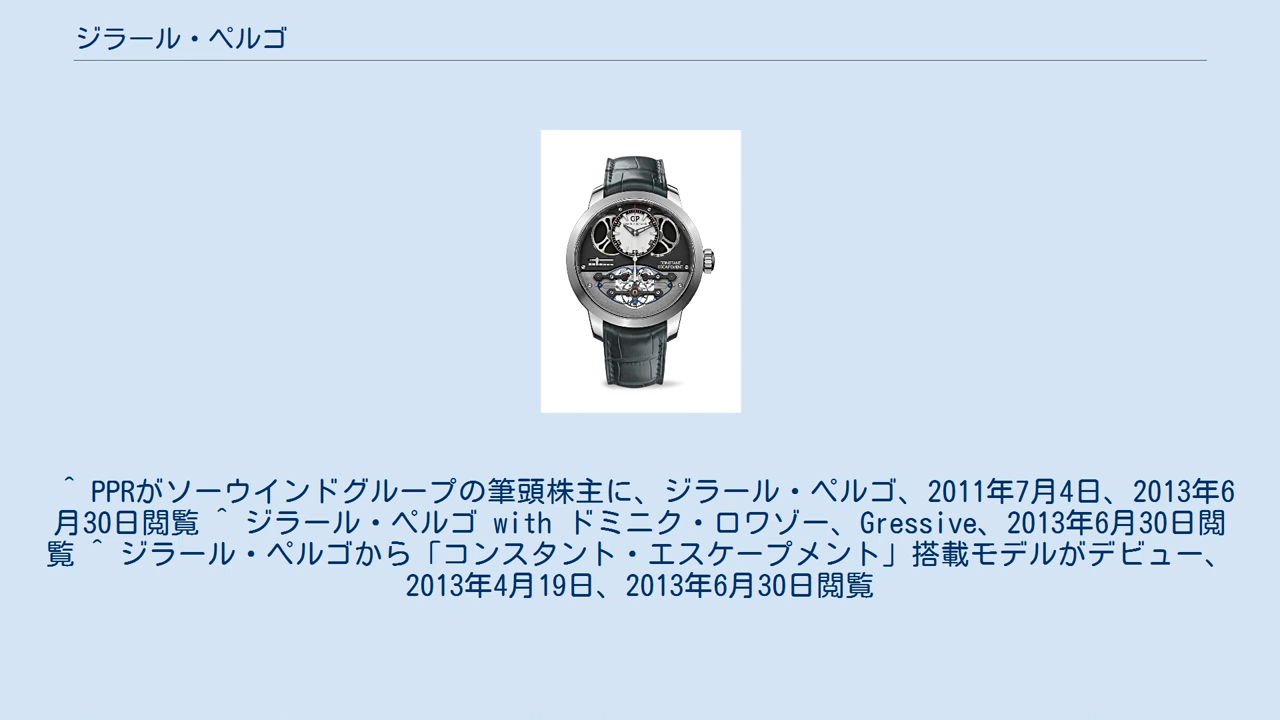 ジラール・ペルゴ
GP
^ PPRがソーウインドグループの筆頭株主に、ジラール・ペルゴ、2011年7月4日、2013年6
月30日閲覧 ^ ジラール・ペルゴ with ドミニク・ロワゾー、Gressive、2013年6月30日閲
覧 ^ ジラール・ペルゴから「コンスタント・エスケープメント」搭載モデルがデビュー、
2013年4月19日、2013年6月30日閲覧